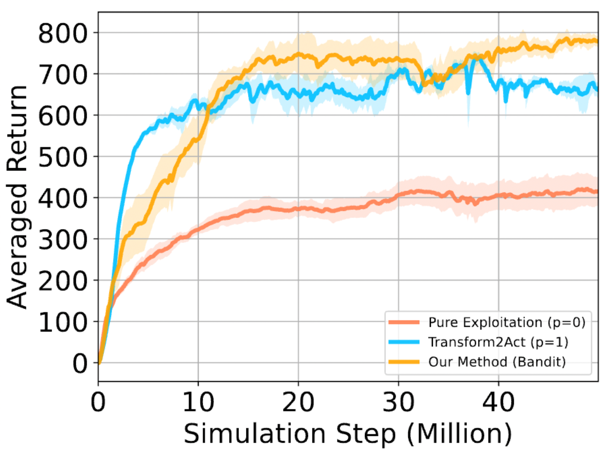 800
700
600
500
400
300
200
100
0
Averaged Return
0 10 20 30 40
Simulation Step (Million)
Pure Exploitation (p=0)
Transform2Act (p=1)
Our Method (Bandit)